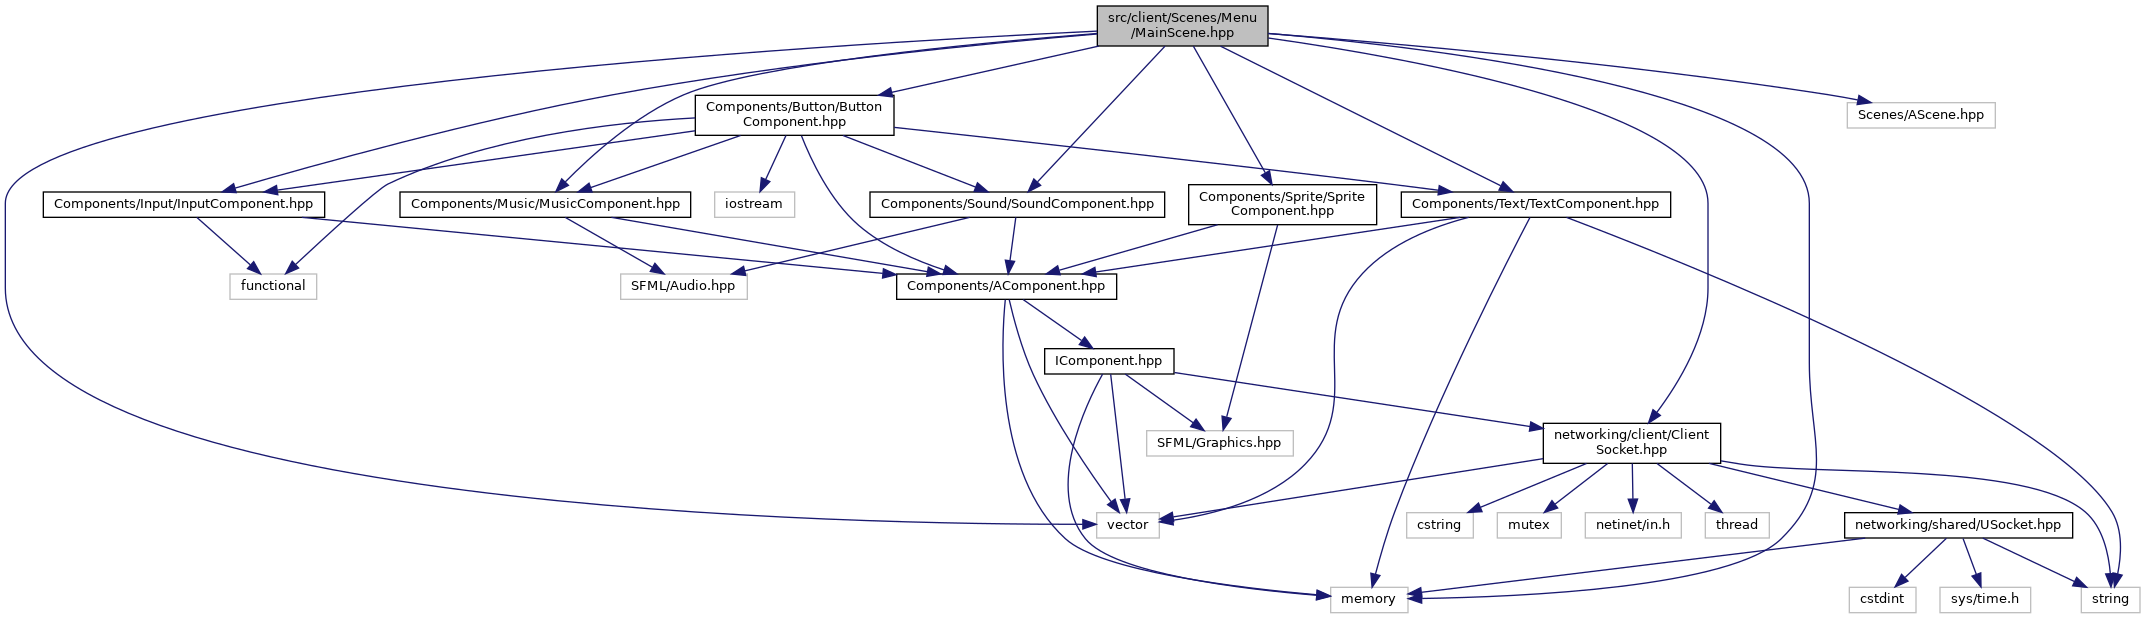 src/client/Scenes/Menu
/MainScene.hpp
Components/Button/Button
Component.hpp
Scenes/AScene.hpp
Components/Input/InputComponent.hpp
Components/Music/MusicComponent.hpp
iostream
Components/Sound/SoundComponent.hpp
Components/Sprite/Sprite
Component.hpp
Components/Text/TextComponent.hpp
functional
SFML/Audio.hpp
Components/AComponent.hpp
IComponent.hpp
SFML/Graphics.hpp
networking/client/Client
Socket.hpp
vector
cstring
mutex
netinet/in.h
thread
networking/shared/USocket.hpp
memory
cstdint
sys/time.h
string